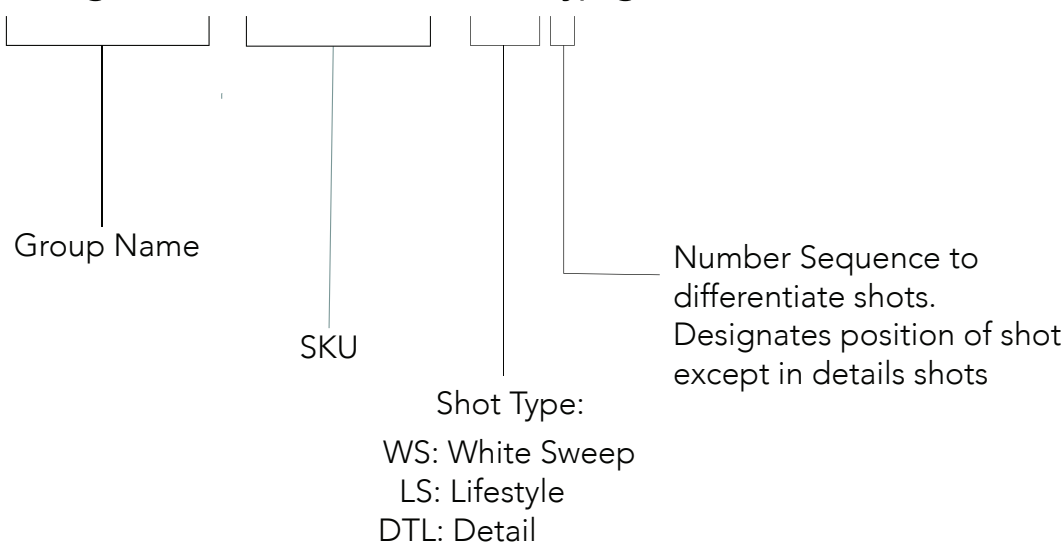 Group Name
Number Sequence to
differentiate shots.
Designates position of shot
except in details shots
SKU
Shot Type:
WS: White Sweep
LS: Lifestyle
DTL: Detail